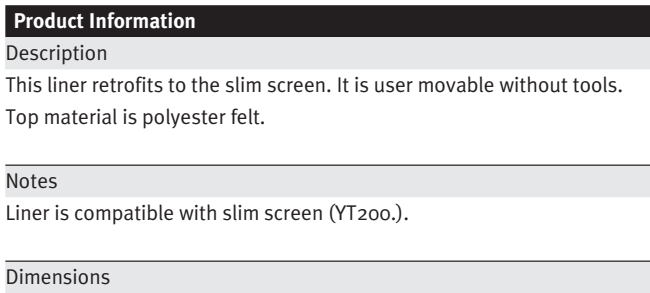 Product Information
Description
This liner retrofits to the slim screen. It is user movable without tools.
Top material is polyester felt.
Notes
Liner is compatible with slim screen (YT200.).
Dimensions